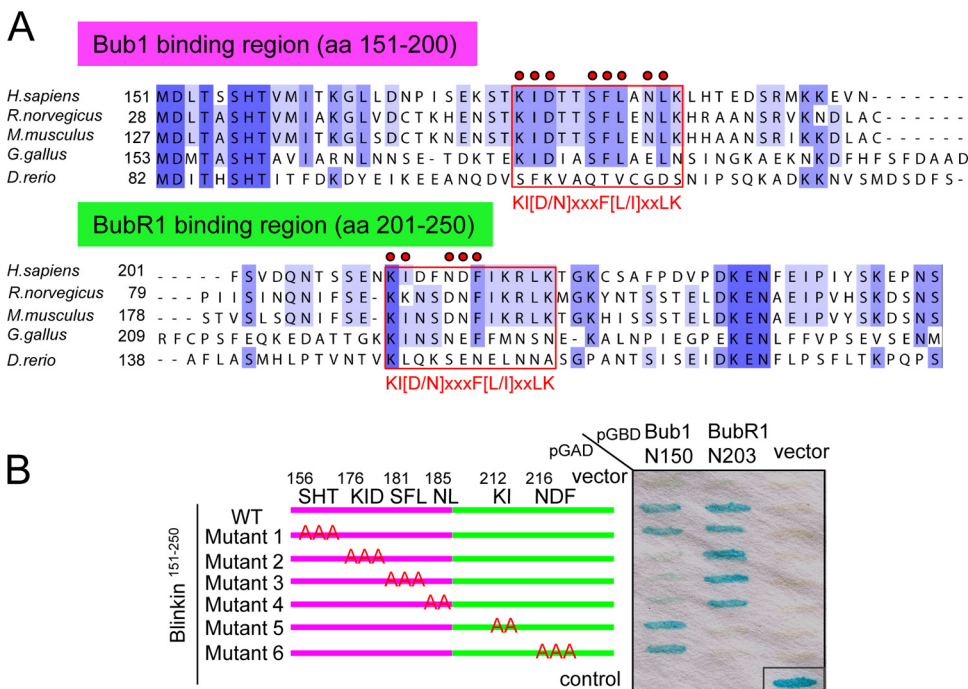 A
Bub1 binding region (aa 151-200)
H.sapiens 151 MDLTSSHTVMITKGLLDNPISEKSTKIDTTSFLANLKLHTEDSRMKKEVN-------
R.norvegicus 28 MDLTASHTVMIAKGLVDCTKHENSTKIDTTSFLENLKHRAANSRVKNDLAC------
M.musculus 127 MDLTASHTVMITKGLSDCTKNENSTKIDTTSFLENLKHHAANSRIKKDLAC------
G.gallus 153 MDMTASHTAVIARNLNNSE-TDKTEKIDIASFLAELNSINGKAEKNKDFHFSFDAAD
D.rerio 82 MDITHSHTITFDKDYEIKEEANQDVSFKVAQTVCGDSNIPSQKADKKNVSMDSDFS-
KI[D/N]xxxF[L/I]xxLK
BubR1 binding region (aa 201-250)
H.sapiens 201 -----FSVDQNTSSENKIDFNDFIKRLKTGKCSAFPDVPDKENFEIPIYSKEPNS
R.norvegicus 79 ---PIISINQNIFSE-KKNSDNFIKRLKMGKYNTSSTELDKENAEIPVHSKDSNS
M.musculus 178 ---STVSLSQNIFSE-KINSDNFIKRLKTGKHISSSTELDKENAEIPVYSKDSNS
G.gallus 209 RFCPSFEQKEDATTGKKINSNEFFMNSNE-KALNPIEGPEKENLFFVPSEVSENM
D.rerio 138 --AFLASMHLPTVNTVKLQKSENELNNASGPANTSISEIDKENFLPSFLTKPQPS
KI[D/N]xxxF[L/I]xxLK
B
pGBD Bub1 N150 BubR1 N203 vector
pGAD
156 176 181 185 212 216 vector
SHT KID SFL NL KI NDF
WT
Mutant 1 AAA
Mutant 2 AAA
Mutant 3 AAA
Mutant 4 AA
Mutant 5 AA
Mutant 6 AAA
Blinkin 151-250
control